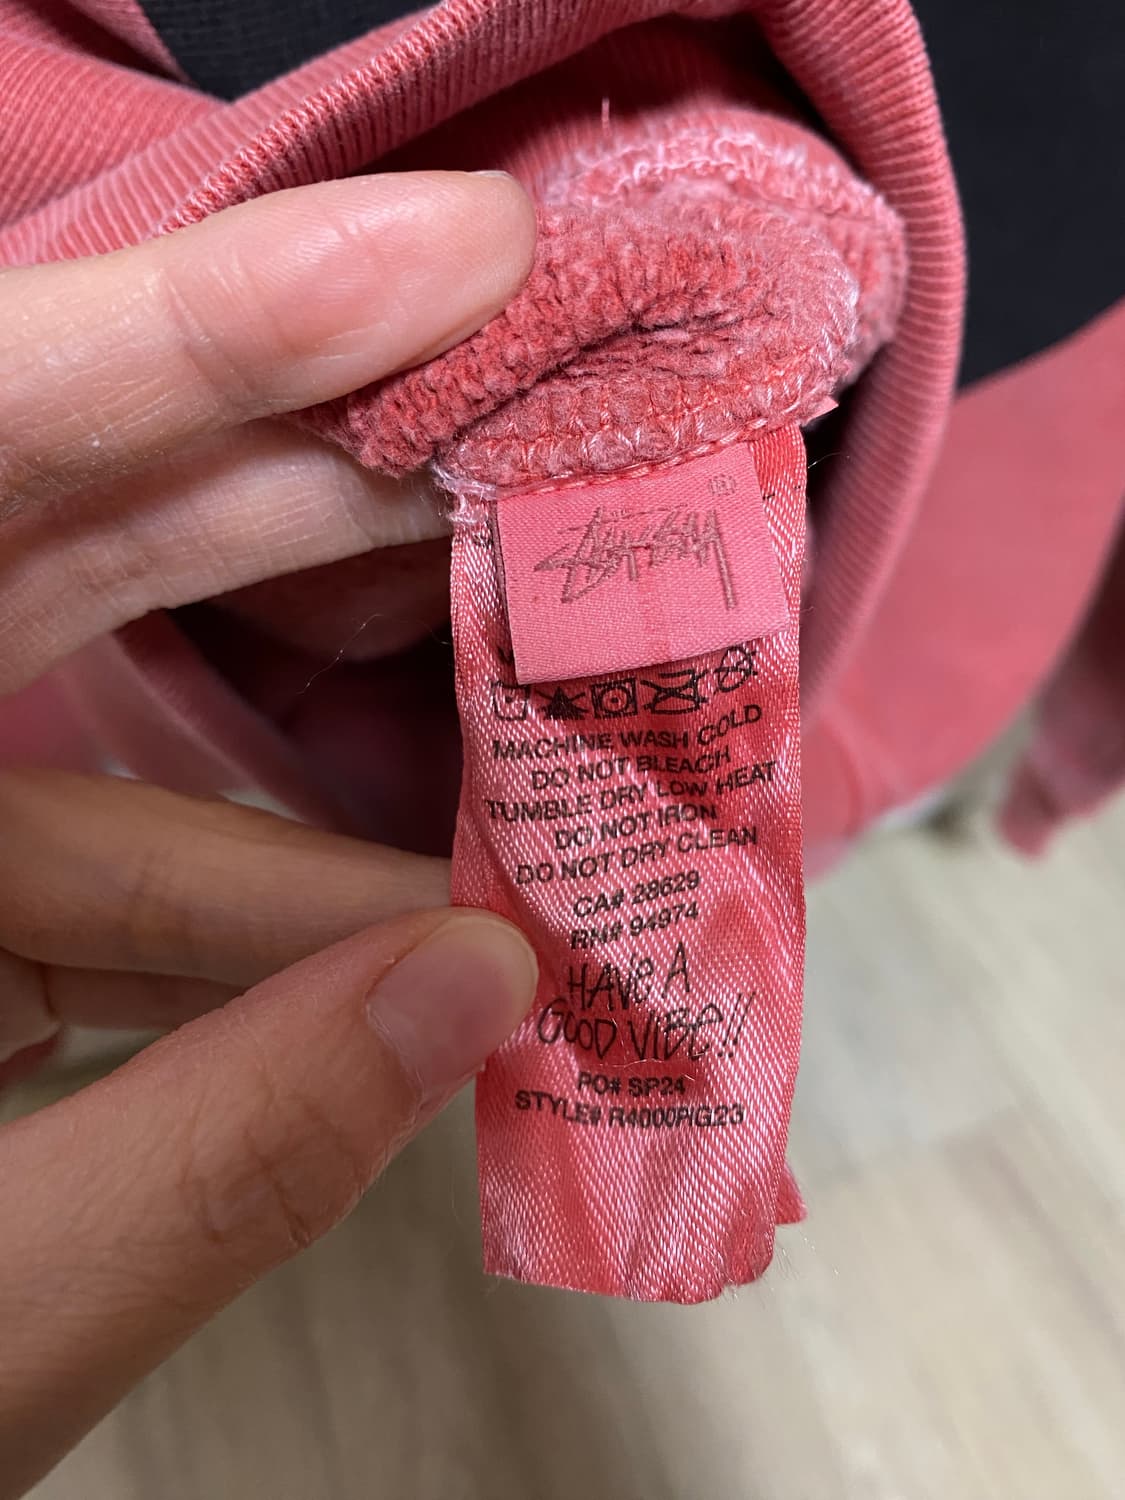 Stüssy ®
MACHINE WASH COLD
DO NOT BLEACH
TUMBLE DRY LOW HEAT
DO NOT IRON
DO NOT DRY CLEAN
CA# 28629
RN# 94974
HAVE A
GOOD VIBE!!
PO# SP24
STYLE# R4000PIG23